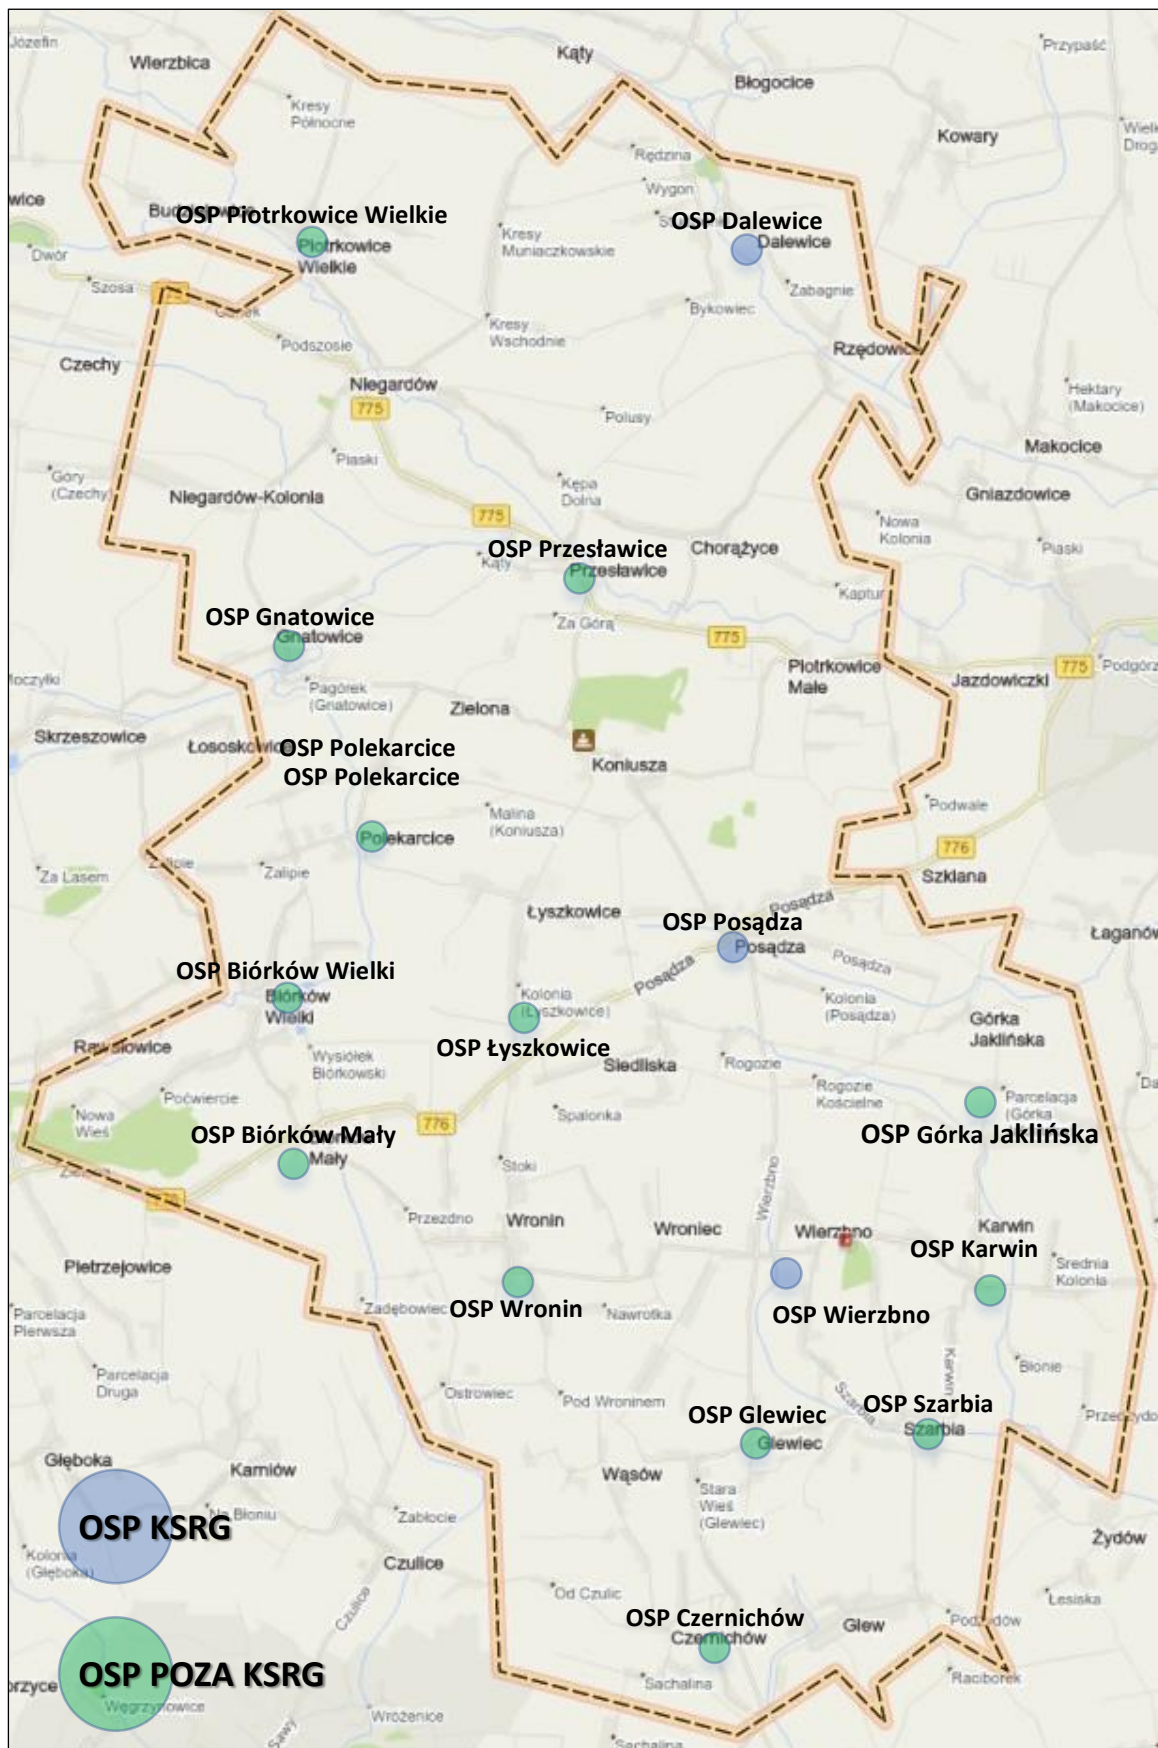 Józefin
Kąty
Przypaść
Wierzbica
Błogocice
Kresy
Północne
Kowary
Rędzina
Wygon
Piotrkowice
Wielkie
OSP Piotrkowice Wielkie
OSP Dalewice
Dalewice
Kresy
Muniaczkowskie
Dwór
Szosa
Zabagnie
Bykowiec
Kresy
Wschodnie
Podszosie
Rzędowice
Czechy
Niegardów
775
Hektary
(Makocice)
Polusy
Makocice
Piaski
Góry
(Czechy)
Kępa
Dolna
Niegardów-Kolonia
Gniazdowice
775
Nowa
Kolonia
OSP Przesławice
Chorążyce
Piaski
Kąty
Przesławice
Kaptur
OSP Gnatowice
Gnatowice
Za Górą
775
Piotrkowice
Małe
775
Podgórz
Jazdowiczki
Pagórek
(Gnatowice)
Zielona
Skrzeszowice
Łososkowice
OSP Polekarcice
OSP Polekarcice
Koniusza
Malina
(Koniusza)
Podwale
Polekarcice
776
Zalipie
Zalipie
Za Lasem
Szklana
Posądza
Łyszkowice
OSP Posądza
Posądza
Łaganów
Posądza
Posądza
OSP Biórków Wielki
Biórków
Wielki
Kolonia
(Łyszkowice)
Kolonia
(Posądza)
Górka
Jaklińska
OSP Łyszkowice
Wysiółek
Biórkowski
Siedliska
Rogozie
Rogozie
Kościelne
Poćwiercie
Parcelacja
(Górka
Nowa
Wieś
776
Spalonka
OSP Biórków Mały
Mały
OSP Górka Jaklińska
Stoki
Wierzbno
Przezdno
Wronin
Wroniec
Wierzbno
Karwin
OSP Karwin
Pietrzejowice
Średnia
Kolonia
OSP Wronin
Zadębowiec
Nawrotka
OSP Wierzbno
Parcelacja
Pierwsza
Parcelacja
Druga
Karwin
Błonie
Ostrowiec
Pod Wroninem
Szarbia
OSP Szarbia
Szarbia
OSP Glewiec
Glewiec
Głęboka
Karniów
Wąsów
Stara
Wieś
(Glewiec)
OSP KSRG
Na Błoniu
Zabłocie
Żydów
Kolonia
(Głęboka)
Czulice
Czulice
Od Czulic
Lesiska
OSP Czernichów
Czernichów
Glew
OSP POZA KSRG
Sachalina
Raciborek
Węgrzynowice
Wrożenice
Sachalina